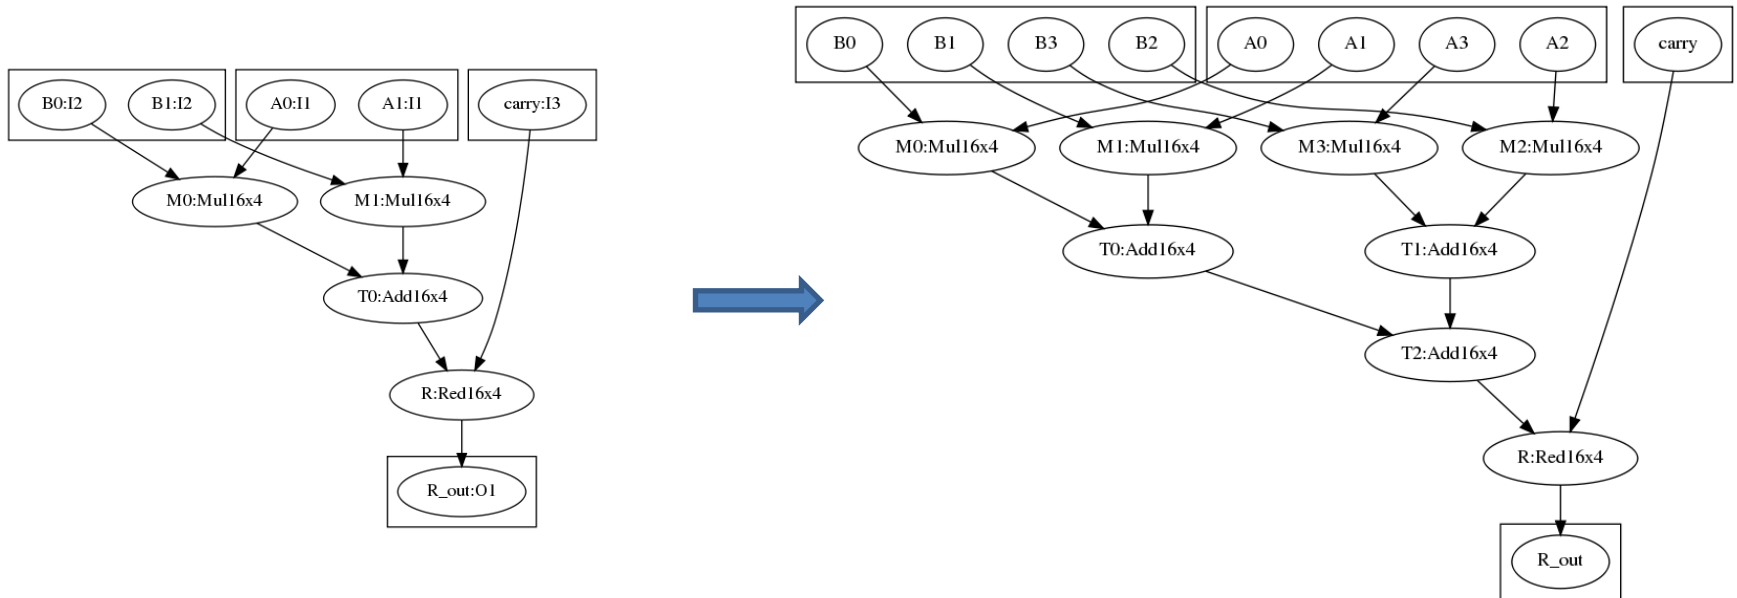 B0:I2
B1:I2
A0:I1
A1:I1
carry:I3
M0:Mul16x4
M1:Mul16x4
T0:Add16x4
R:Red16x4
R_out:O1
B0
B1
B3
B2
A0
A1
A3
A2
carry
M0:Mul16x4
M1:Mul16x4
M3:Mul16x4
M2:Mul16x4
T0:Add16x4
T1:Add16x4
T2:Add16x4
R:Red16x4
R_out